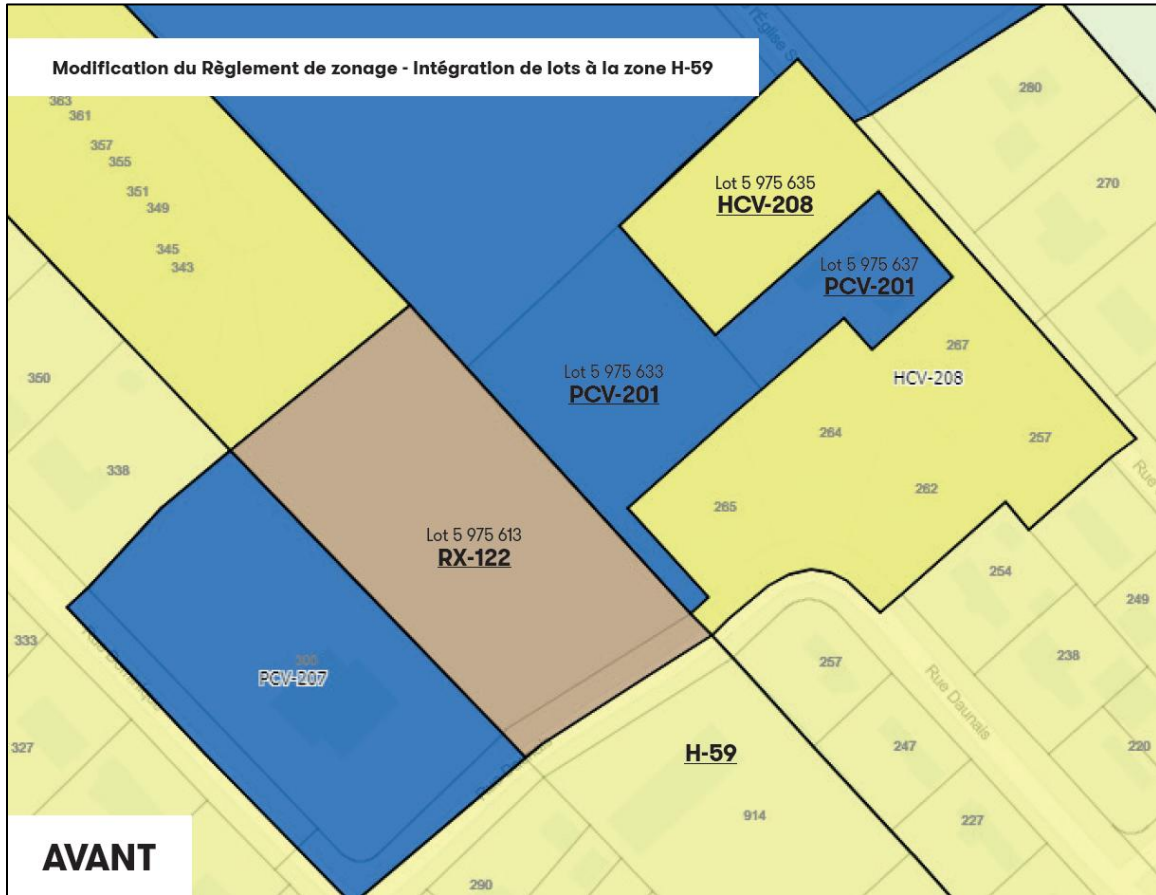 l'Église S
Modification du Règlement de zonage - Intégration de lots à la zone H-59
363
361
357
355
351
349
345
343
280
270
Lot 5 975 635
HCV-208
Lot 5 975 637
PCV-201
267
HCV-208
Lot 5 975 633
PCV-201
350
338
264
257
262
265
Rue
Lot 5 975 613
RX-122
254
249
333
238
257
PCV-207
Rue Daunais
327
247
220
H-59
914
227
AVANT
290